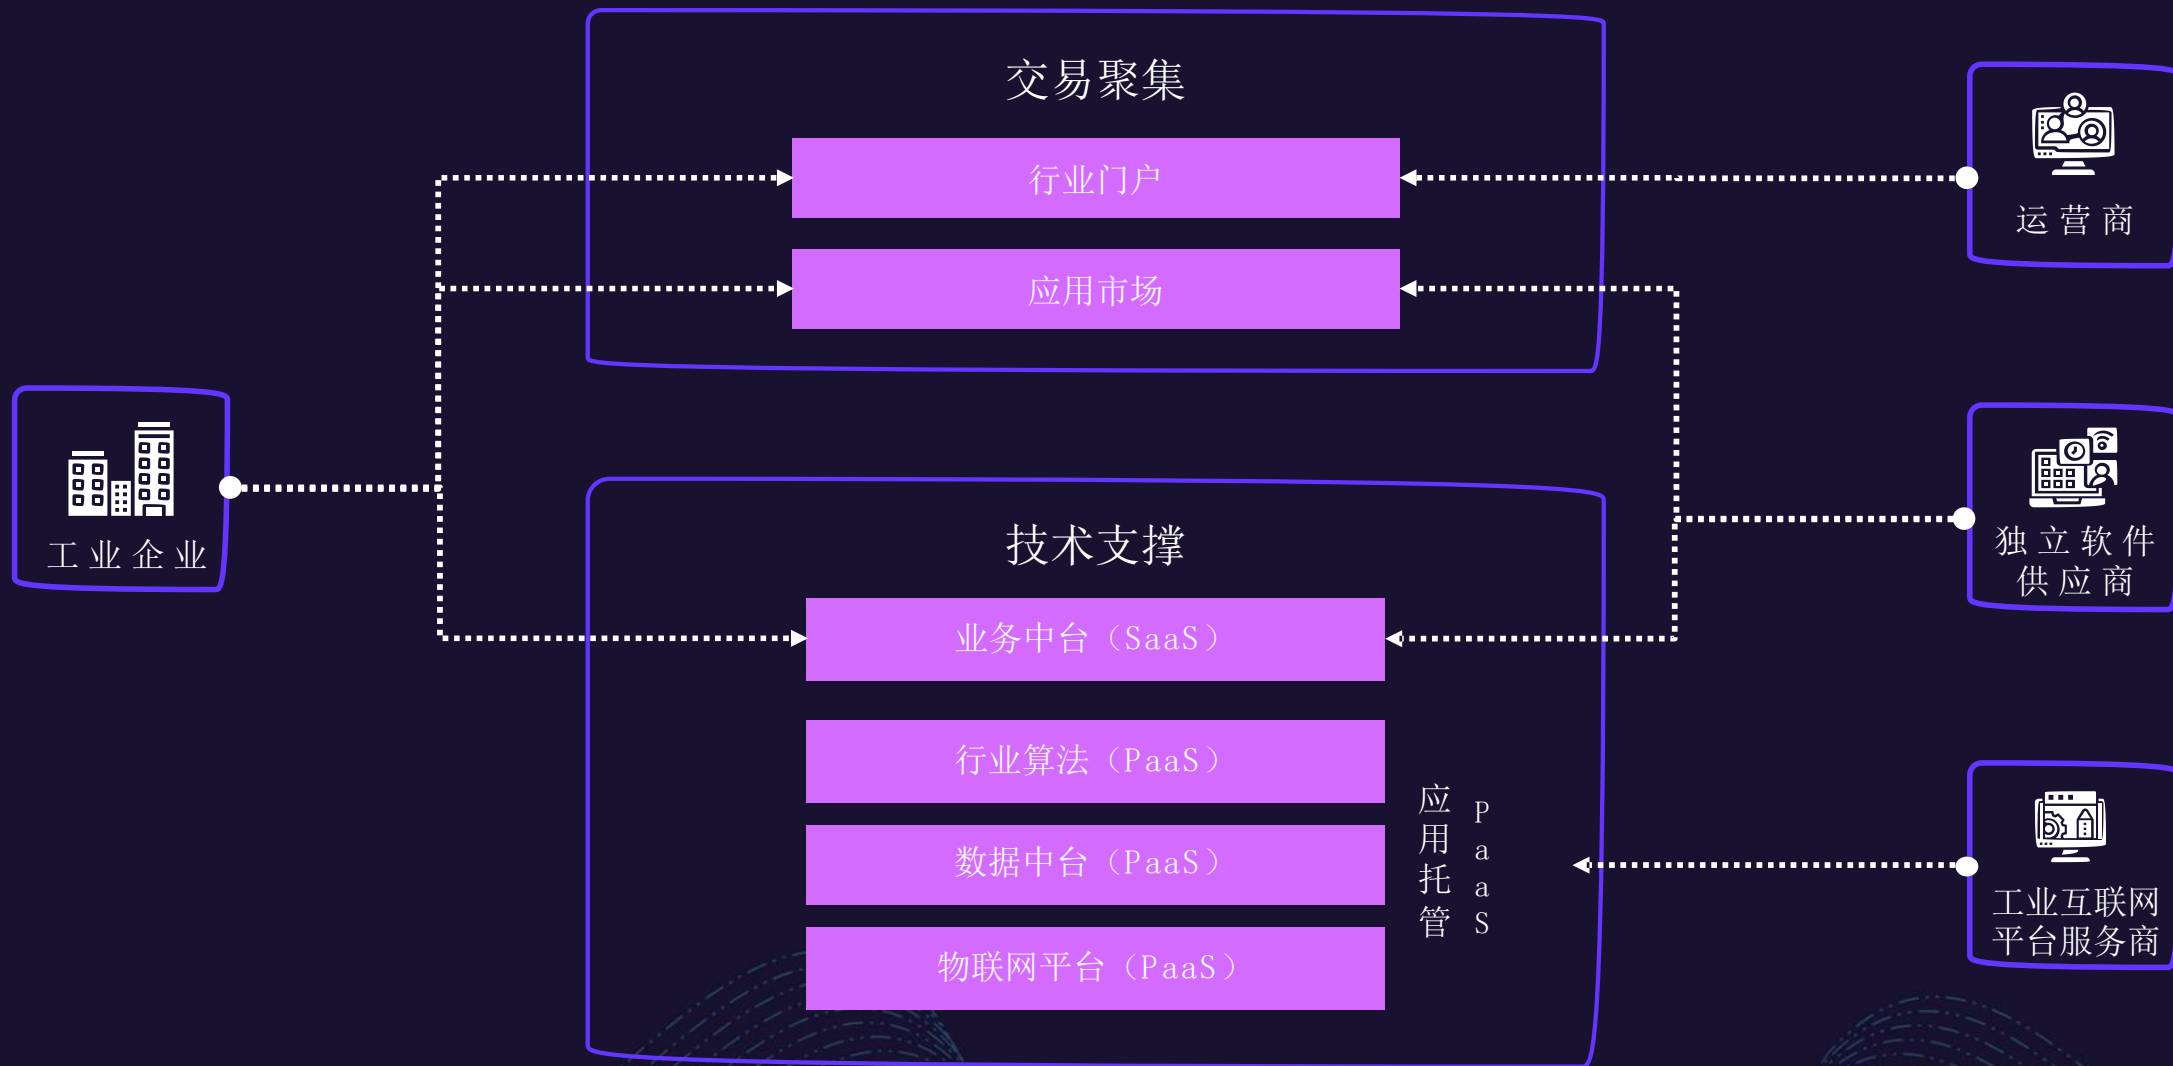 交易聚集
行业门户
应用市场
运营商
工业企业
技术支撑
业务中台（SaaS）
行业算法（PaaS）
数据中台（PaaS）
物联网平台（PaaS）
应用托管
PaaS
独立软件
供应商
工业互联网
平台服务商